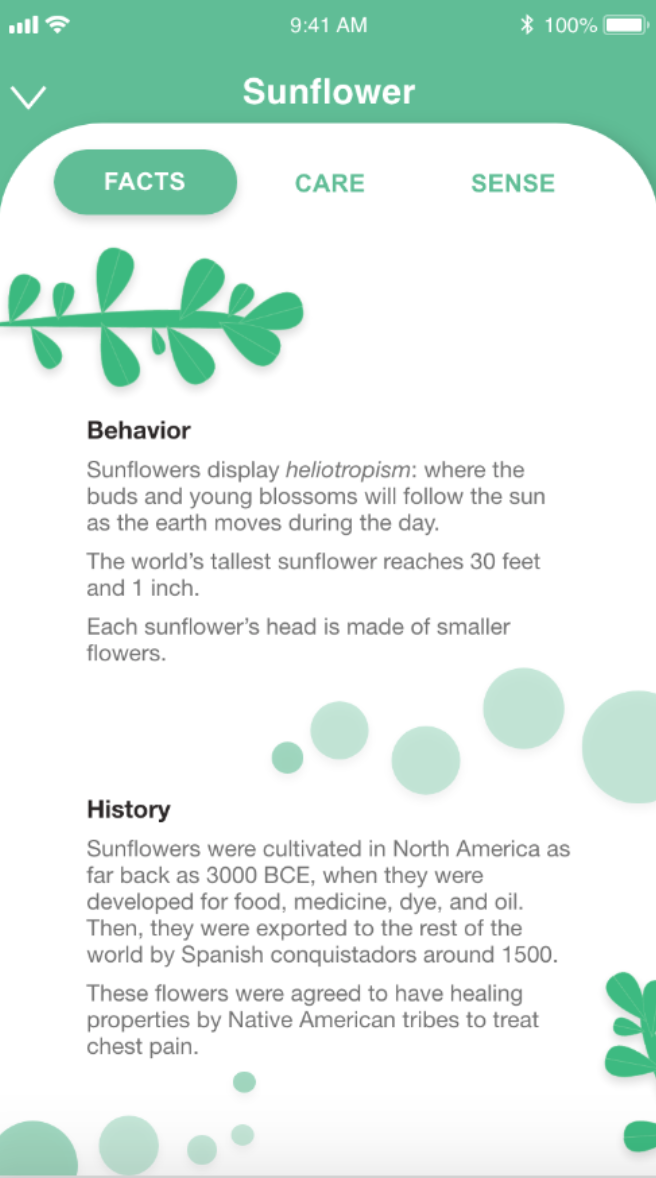 9:41 AM
100%
Sunflower
FACTS
CARE
SENSE
Behavior
Sunflowers display heliotropism: where the
buds and young blossoms will follow the sun
as the earth moves during the day.
The world’s tallest sunflower reaches 30 feet
and 1 inch.
Each sunflower’s head is made of smaller
flowers.
History
Sunflowers were cultivated in North America as
far back as 3000 BCE, when they were
developed for food, medicine, dye, and oil.
Then, they were exported to the rest of the
world by Spanish conquistadors around 1500.
These flowers were agreed to have healing
properties by Native American tribes to treat
chest pain.